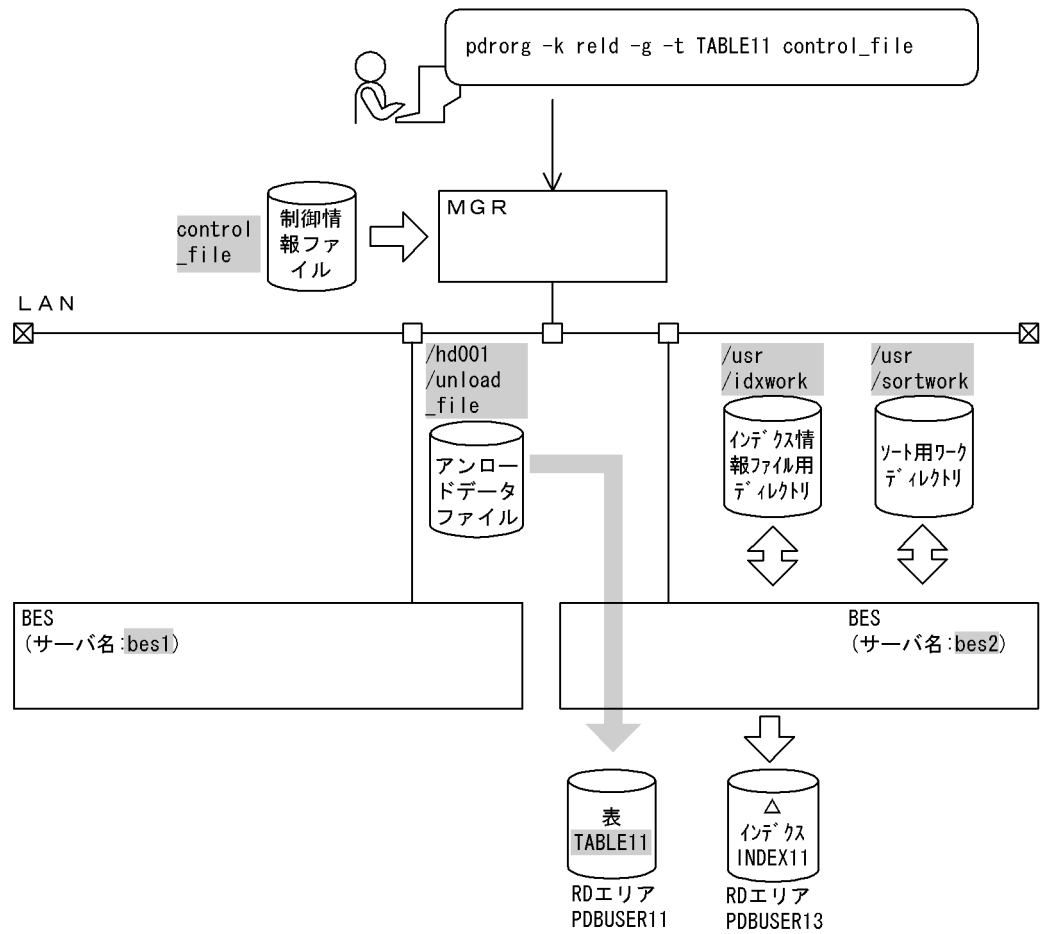 pdrorg -k reld -g -t TABLE11 control_file
MGR
control
_file
制御情
報ファ
イル
LAN
/hd001
/unload
_file
アンロー
ドデータ
ファイル
/usr
/idxwork
インデクス情
報ファイル用
ディレクトリ
/usr
/sortwork
ソート用ワーク
ディレクトリ
BES
(サーバ名:bes1)
BES
(サーバ名:bes2)
表
TABLE11
RDエリア
PDBUSER11
インデクス
INDEX11
RDエリア
PDBUSER13